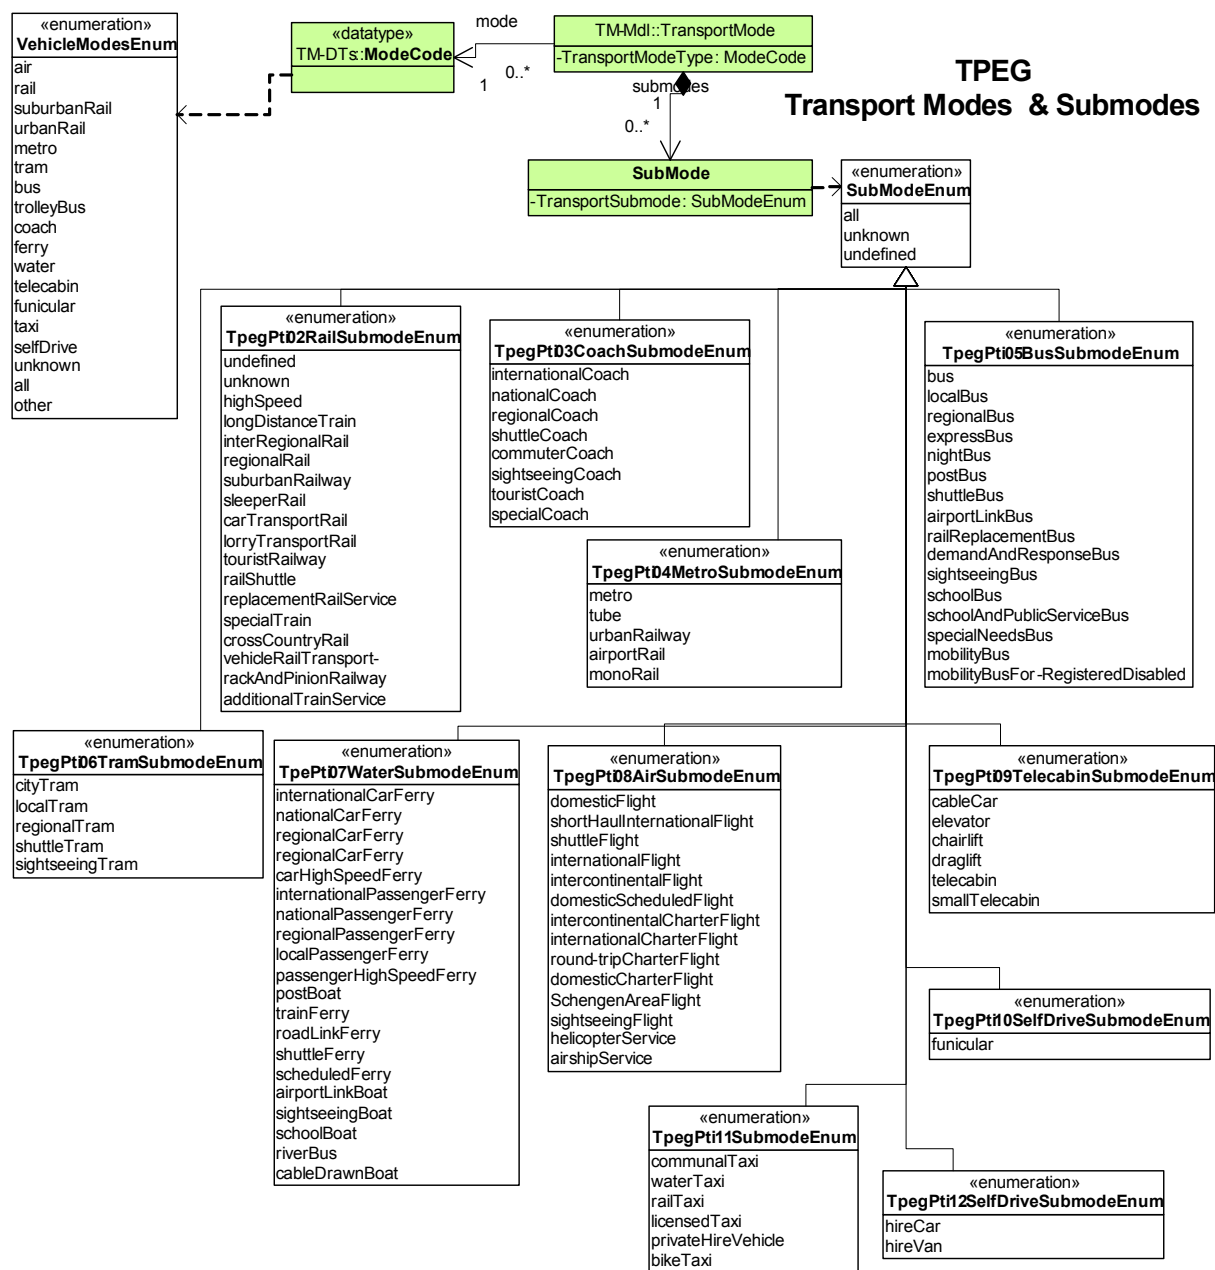 «enumeration»
VehicleModesEnum
air
rail
suburbanRail
urbanRail
metro
tram
bus
trolleyBus
coach
ferry
water
telecabin
funicular
taxi
selfDrive
unknown
all
other
«datatype»
TM-DTs::ModeCode
mode
1
0..*
TM-Mdl::TransportMode
-TransportModeType: ModeCode
submodes
1
0..*
TPEG
Transport Modes & Submodes
SubMode
-TransportSubmode: SubModeEnum
«enumeration»
SubModeEnum
all
unknown
undefined
«enumeration»
TpegPti02RailSubmodeEnum
undefined
unknown
highSpeed
longDistanceTrain
interRegionalRail
regionalRail
suburbanRailway
sleeperRail
carTransportRail
lorryTransportRail
touristRailway
railShuttle
replacementRailService
specialTrain
crossCountryRail
vehicleRailTransport-
rackAndPinionRailway
additionalTrainService
«enumeration»
TpegPti03CoachSubmodeEnum
internationalCoach
nationalCoach
regionalCoach
shuttleCoach
commuterCoach
sightseeingCoach
touristCoach
specialCoach
«enumeration»
TpegPti04MetroSubmodeEnum
metro
tube
urbanRailway
airportRail
monoRail
«enumeration»
TpegPti05BusSubmodeEnum
bus
localBus
regionalBus
expressBus
nightBus
postBus
shuttleBus
airportLinkBus
railReplacementBus
demandAndResponseBus
sightseeingBus
schoolBus
schoolAndPublicServiceBus
specialNeedsBus
mobilityBus
mobilityBusFor-RegisteredDisabled
«enumeration»
TpegPti06TramSubmodeEnum
cityTram
localTram
regionalTram
shuttleTram
sightseeingTram
«enumeration»
TpePti07WaterSubmodeEnum
internationalCarFerry
nationalCarFerry
regionalCarFerry
regionalCarFerry
carHighSpeedFerry
internationalPassengerFerry
nationalPassengerFerry
regionalPassengerFerry
localPassengerFerry
passengerHighSpeedFerry
postBoat
trainFerry
roadLinkFerry
shuttleFerry
scheduledFerry
airportLinkBoat
sightseeingBoat
schoolBoat
riverBus
cableDrawnBoat
«enumeration»
TpegPti08AirSubmodeEnum
domesticFlight
shortHaulInternationalFlight
shuttleFlight
internationalFlight
intercontinentalFlight
domesticScheduledFlight
intercontinentalCharterFlight
internationalCharterFlight
round-tripCharterFlight
domesticCharterFlight
SchengenAreaFlight
sightseeingFlight
helicopterService
airshipService
«enumeration»
TpegPti09TelecabinSubmodeEnum
cableCar
elevator
chairlift
draglift
telecabin
smallTelecabin
«enumeration»
TpegPti10SelfDriveSubmodeEnum
funicular
«enumeration»
TpegPti11SubmodeEnum
communalTaxi
waterTaxi
railTaxi
licensedTaxi
privateHireVehicle
bikeTaxi
«enumeration»
TpegPti12SelfDriveSubmodeEnum
hireCar
hireVan